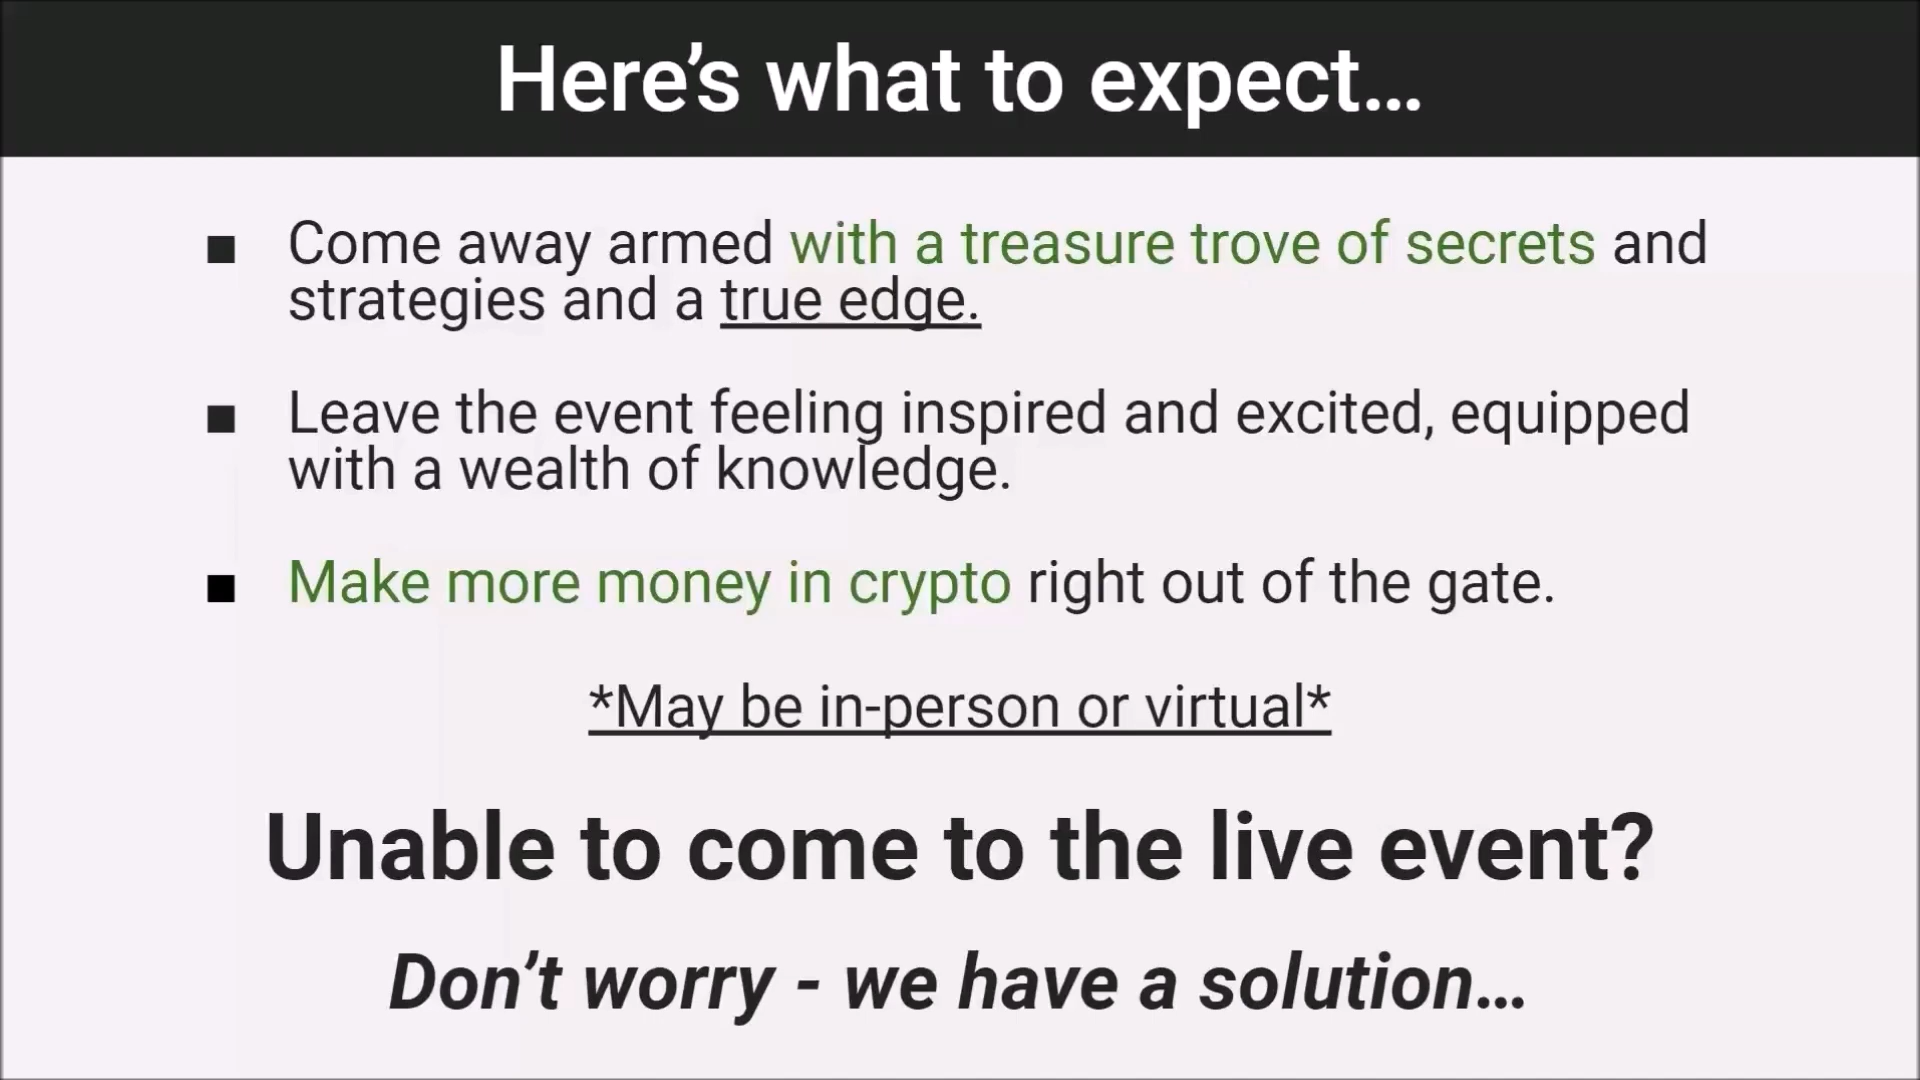 Here’s what to expect…
■ Come away armed with a treasure trove of secrets and
strategies and a true edge.
■ Leave the event feeling inspired and excited, equipped
with a wealth of knowledge.
■ Make more money in crypto right out of the gate.
*May be in-person or virtual*
Unable to come to the live event?
Don’t worry - we have a solution…